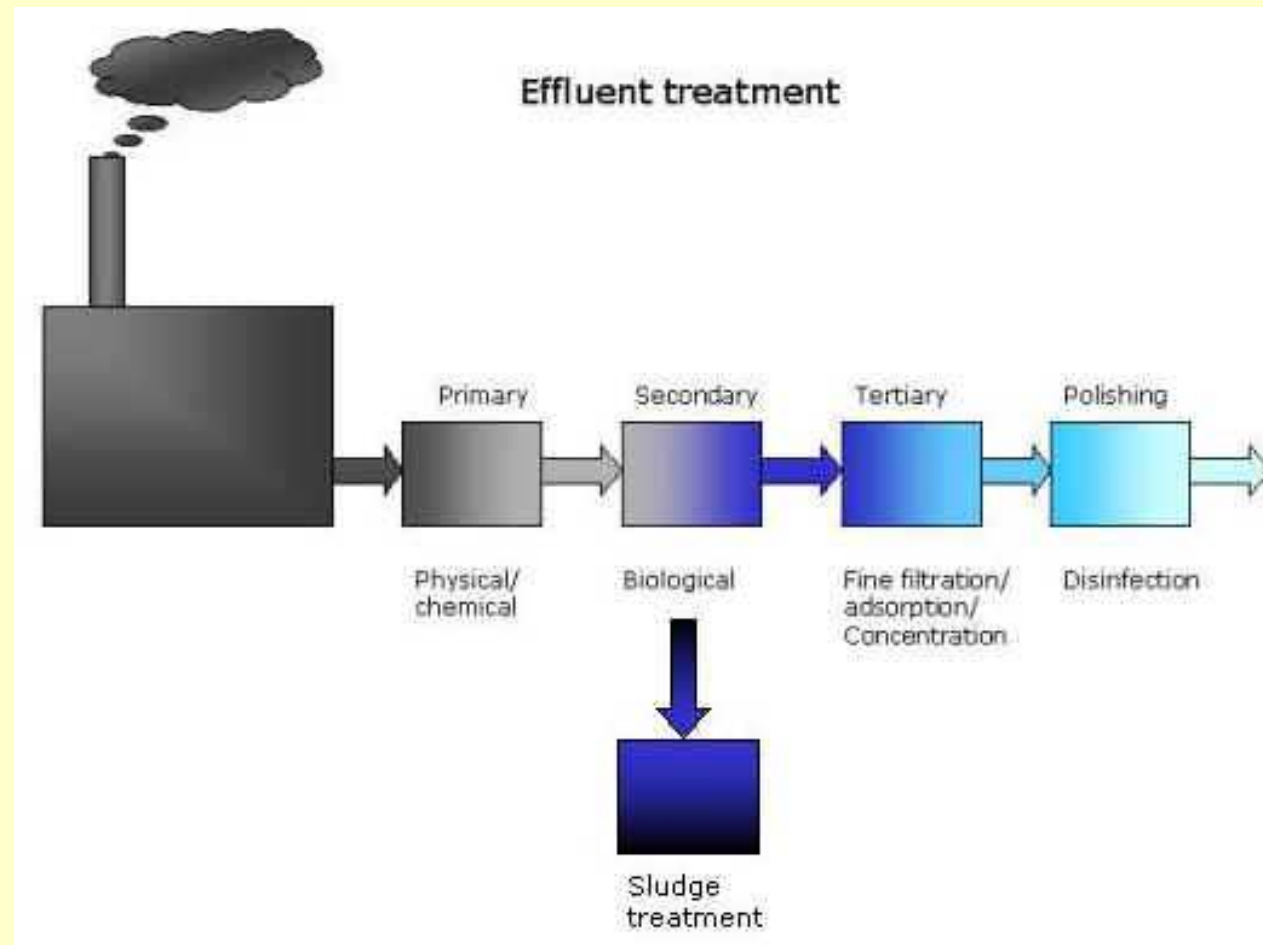 Effluent treatment
Primary
Secondary
Tertiary
Polishing
Physical/
chemical
Biological
Fine filtration/
adsorption/
Concentration
Disinfection
Sludge
treatment